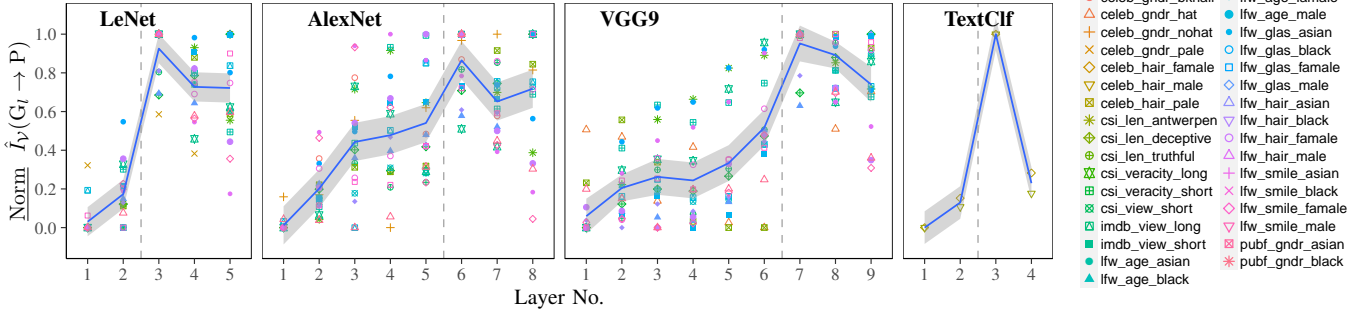 LeNet
AlexNet
VGG9
TextClf
Norm Î_𝒱(G_l → P)
1.0
0.8
0.6
0.4
0.2
0.0
1 2 3 4 5
1 2 3 4 5 6 7 8
1 2 3 4 5 6 7 8 9
1 2 3 4
Layer No.
celeb_gndr_hat
celeb_gndr_nohat
celeb_gndr_pale
celeb_hair_famale
celeb_hair_male
celeb_hair_pale
csi_len_antwerpen
csi_len_deceptive
csi_len_truthful
csi_veracity_long
csi_veracity_short
csi_view_short
imdb_view_long
imdb_view_short
lfw_age_asian
lfw_age_black
lfw_age_male
lfw_glas_asian
lfw_glas_black
lfw_glas_famale
lfw_glas_male
lfw_hair_asian
lfw_hair_black
lfw_hair_famale
lfw_hair_male
lfw_smile_asian
lfw_smile_black
lfw_smile_famale
lfw_smile_male
pubf_gndr_asian
pubf_gndr_black